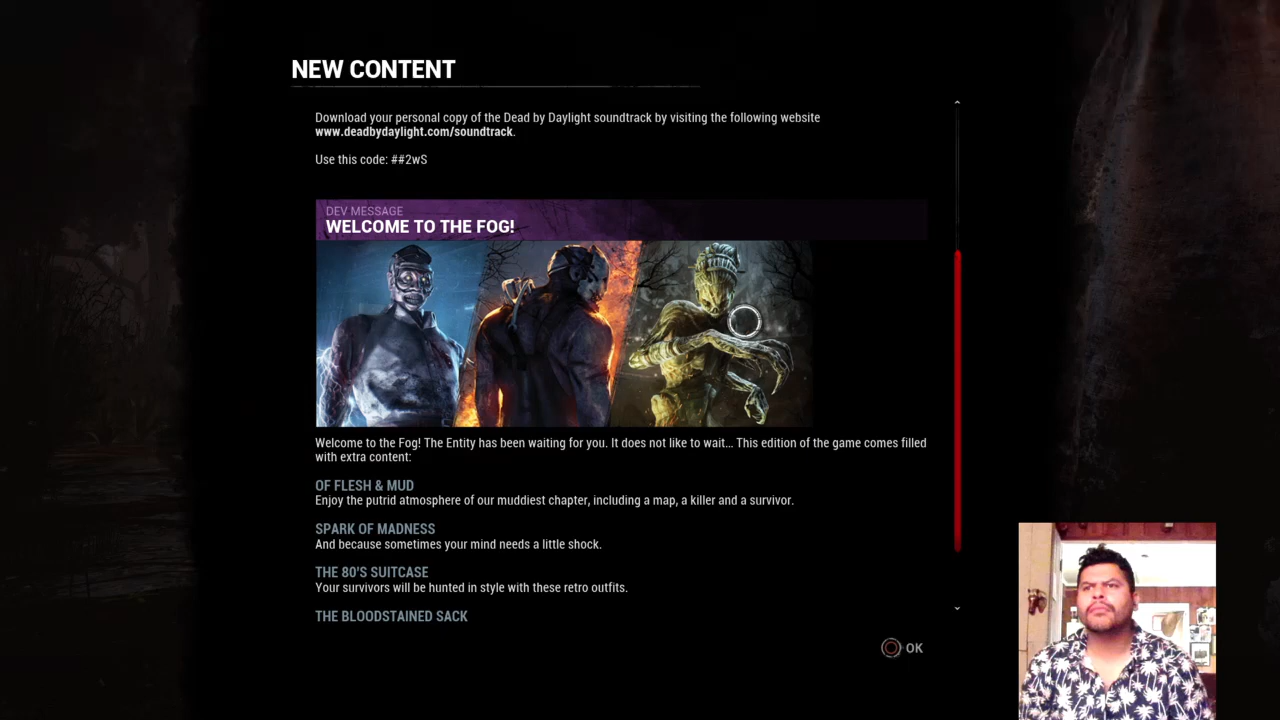 NEW CONTENT
Download your personal copy of the Dead by Daylight soundtrack by visiting the following website
www.deadbydaylight.com/soundtrack.
Use this code: ##2wS
DEV MESSAGE
WELCOME TO THE FOG!
Welcome to the Fog! The Entity has been waiting for you. It does not like to wait... This edition of the game comes filled
with extra content:
OF FLESH & MUD
Enjoy the putrid atmosphere of our muddiest chapter, including a map, a killer and a survivor.
SPARK OF MADNESS
And because sometimes your mind needs a little shock.
THE 80'S SUITCASE
Your survivors will be hunted in style with these retro outfits.
THE BLOODSTAINED SACK
OK